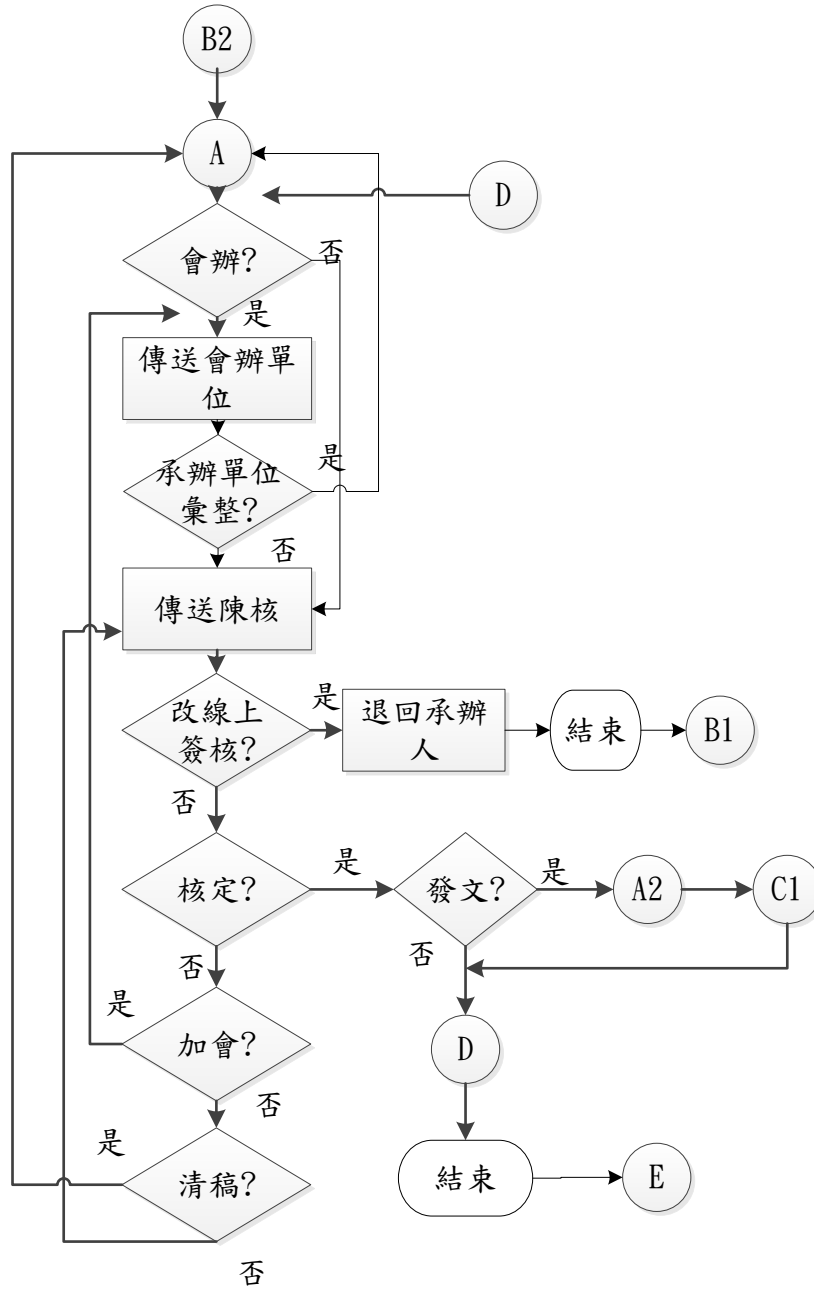 B2
A
D
會辦?
否
是
傳送會辦單
位
承辦單位
彙整?
是
否
傳送陳核
改線上
簽核?
是
退回承辦
人
結束
B1
否
核定?
是
發文?
是
A2
C1
否
否
是
加會?
D
否
是
清稿?
結束
E
否